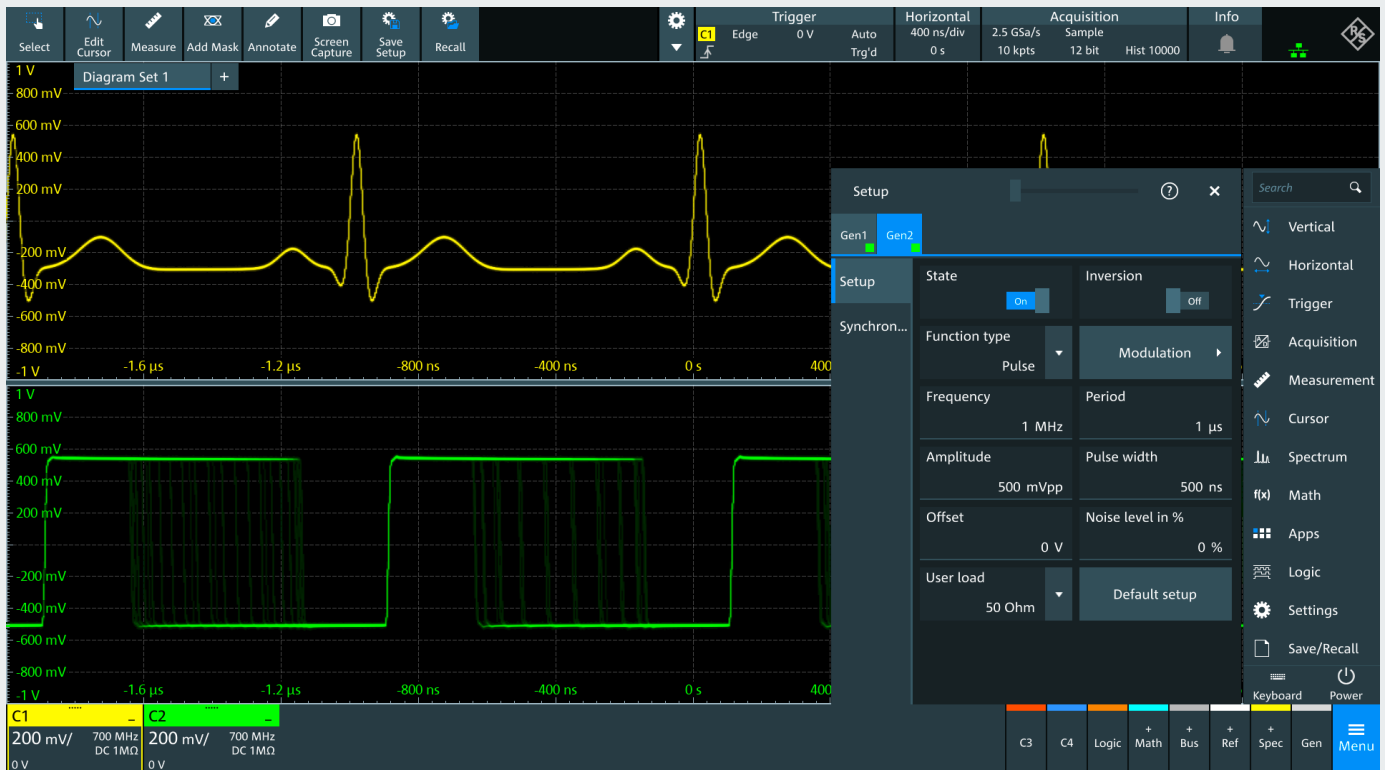 Select
Edit
Cursor
Measure
Add Mask
Annotate
Screen
Capture
Save
Setup
Recall
C1
Trigger
Edge
0 V
Auto
Trg'd
Horizontal
400 ns/div
0 s
Acquisition
2.5 GSa/s
Sample
10 kpts
12 bit
Hist 10000
Info
R&S
Diagram Set 1
+
1 V
800 mV
600 mV
400 mV
200 mV
-200 mV
-400 mV
-600 mV
-800 mV
-1 V
-1.6 µs
-1.2 µs
-800 ns
-400 ns
0 s
400
1 V
800 mV
600 mV
400 mV
200 mV
-200 mV
-400 mV
-600 mV
-800 mV
-1 V
-1.6 µs
-1.2 µs
-800 ns
-400 ns
0 s
400
Setup
?
×
Gen1
Gen2
Setup
Synchron...
State
On
Inversion
Off
Function type
Pulse
Modulation
Frequency
1 MHz
Period
1 µs
Amplitude
500 mVpp
Pulse width
500 ns
Offset
0 V
Noise level in %
0 %
User load
50 Ohm
Default setup
Search
Vertical
Horizontal
Trigger
Acquisition
Measurement
Cursor
Spectrum
f(x) Math
Apps
Logic
Settings
Save/Recall
Keyboard
Power
C1
200 mV/
700 MHz
DC 1MΩ
0 V
C2
200 mV/
700 MHz
DC 1MΩ
0 V
C3
C4
Logic
+
Math
+
Bus
+
Ref
+
Spec
Gen
Menu